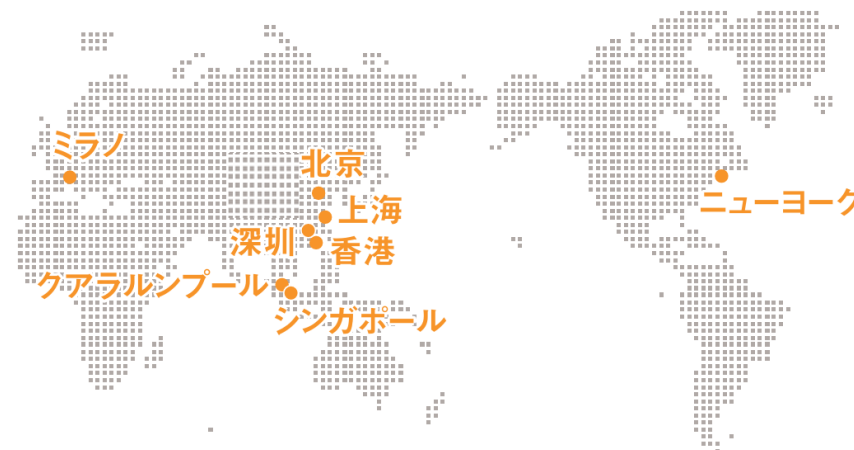 ミラノ
北京
上海
ニューヨーク
深圳
香港
クアラルンプール
シンガポール